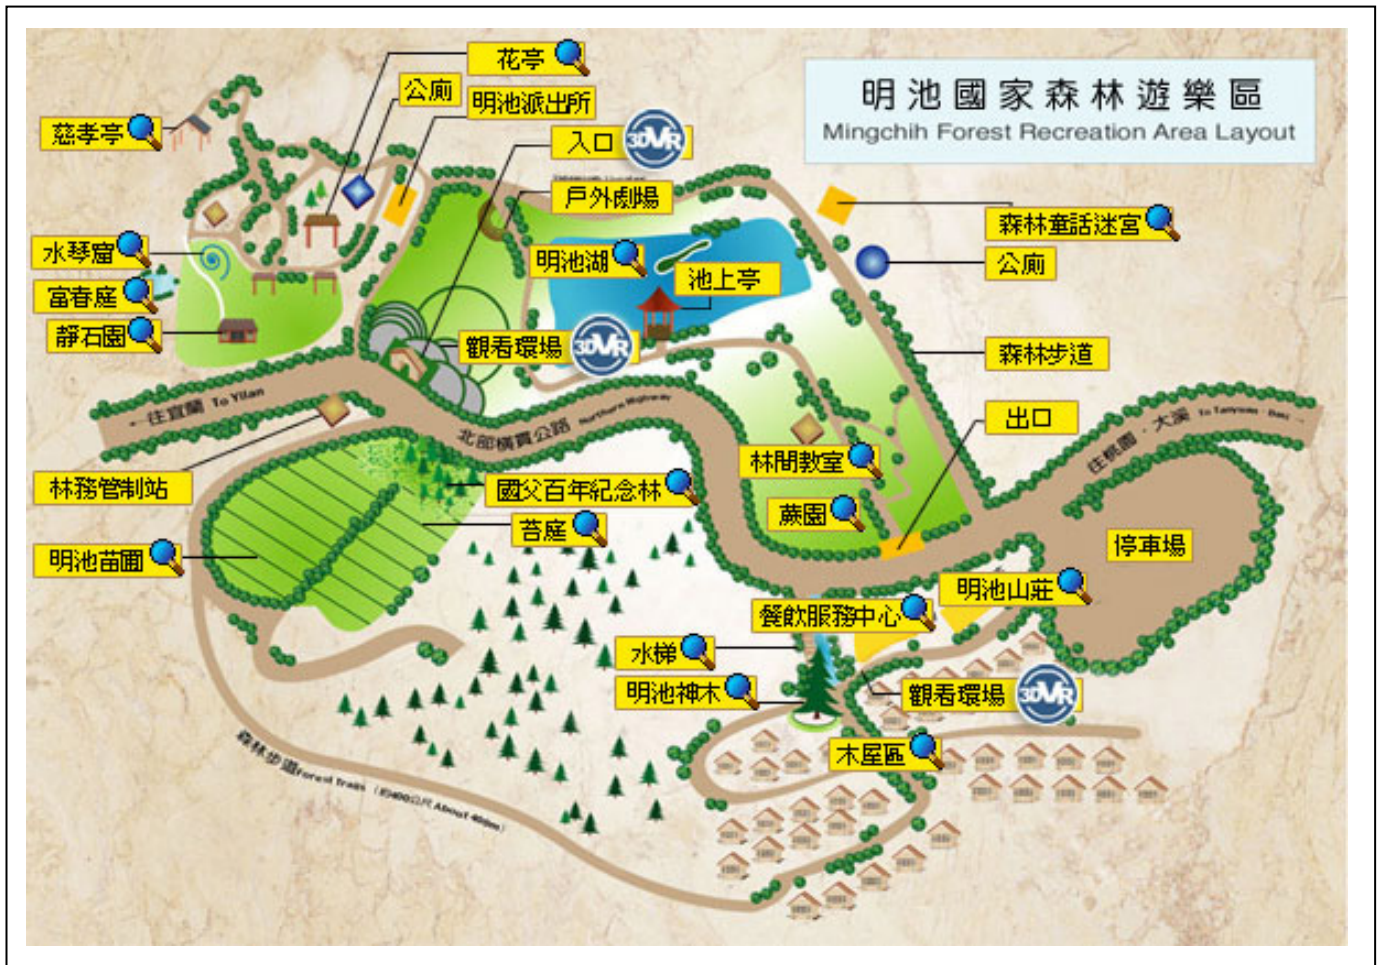 明池國家森林遊樂區
Mingchih Forest Recreation Area Layout
花亭
公廁
明池派出所
慈孝亭
入口
3DVR
戶外劇場
森林童話迷宮
水琴窟
明池湖
公廁
池上亭
富春庭
靜石園
觀看環場
3DVR
森林步道
←往宜蘭 To Yilan
北部橫貫公路 Northern Highway
出口
往桃園．大溪
林務管制站
國父百年紀念林
林間教室
蕨園
苔庭
停車場
明池苗圃
明池山莊
餐飲服務中心
水梯
明池神木
觀看環場
3DVR
木屋區
森林步道 Forest Trails